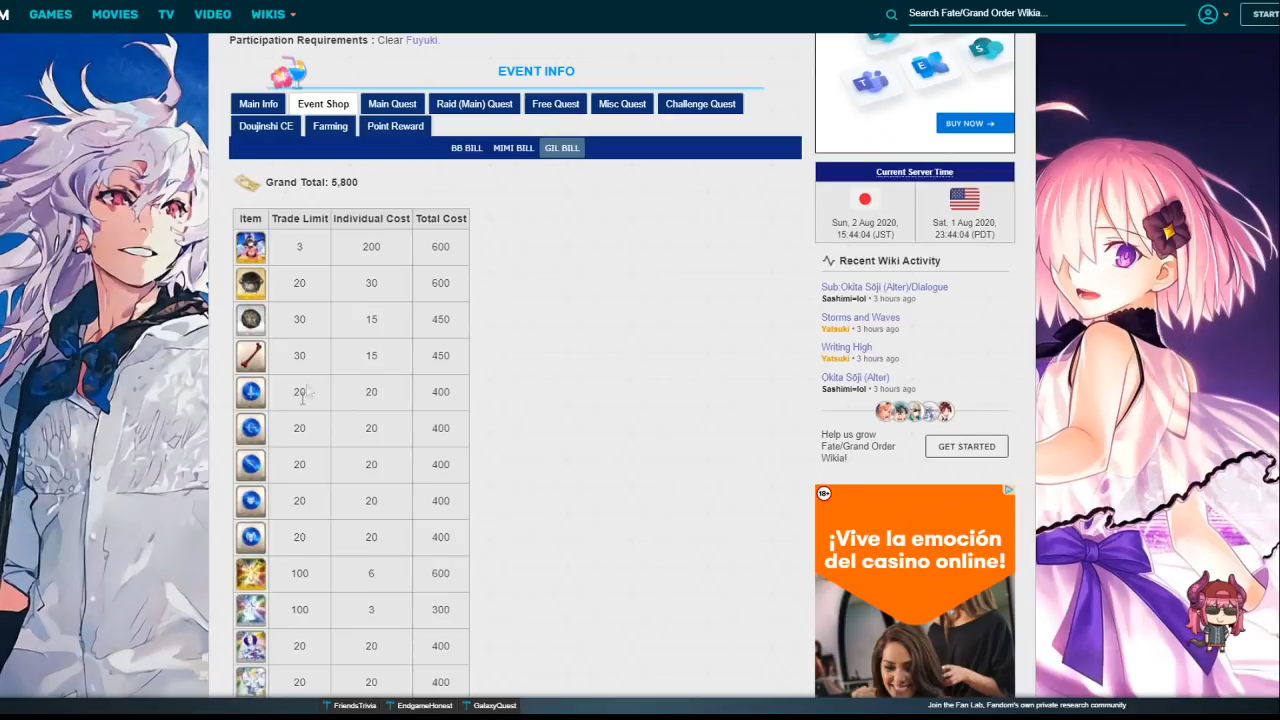 M GAMES MOVIES TV VIDEO WIKIS
Search Fate/Grand Order Wikia...
START
Participation Requirements : Clear Fuyuki.
EVENT INFO
Main Info Event Shop Main Quest Raid (Main) Quest Free Quest Misc Quest Challenge Quest
Doujinshi CE Farming Point Reward
BB BILL MIMI BILL GIL BILL
Grand Total: 5,800
Item Trade Limit Individual Cost Total Cost
3 200 600
20 30 600
30 15 450
30 15 450
20 20 400
20 20 400
20 20 400
20 20 400
20 20 400
100 6 600
100 3 300
20 20 400
20 20 400
BUY NOW →
Current Server Time
Sun, 2 Aug 2020,
15:44:04 (JST)
Sat, 1 Aug 2020,
23:44:04 (PDT)
Recent Wiki Activity
Sub:Okita Sōji (Alter)/Dialogue
Sashimi=lol • 3 hours ago
Storms and Waves
Yatsuki • 3 hours ago
Writing High
Yatsuki • 3 hours ago
Okita Sōji (Alter)
Sashimi=lol • 3 hours ago
Help us grow
Fate/Grand Order
Wikia!
GET STARTED
18+
¡Vive la emoción
del casino online!
FriendsTrivia EndgameHonest GalaxyQuest
Join the Fan Lab, Fandom's own private research community